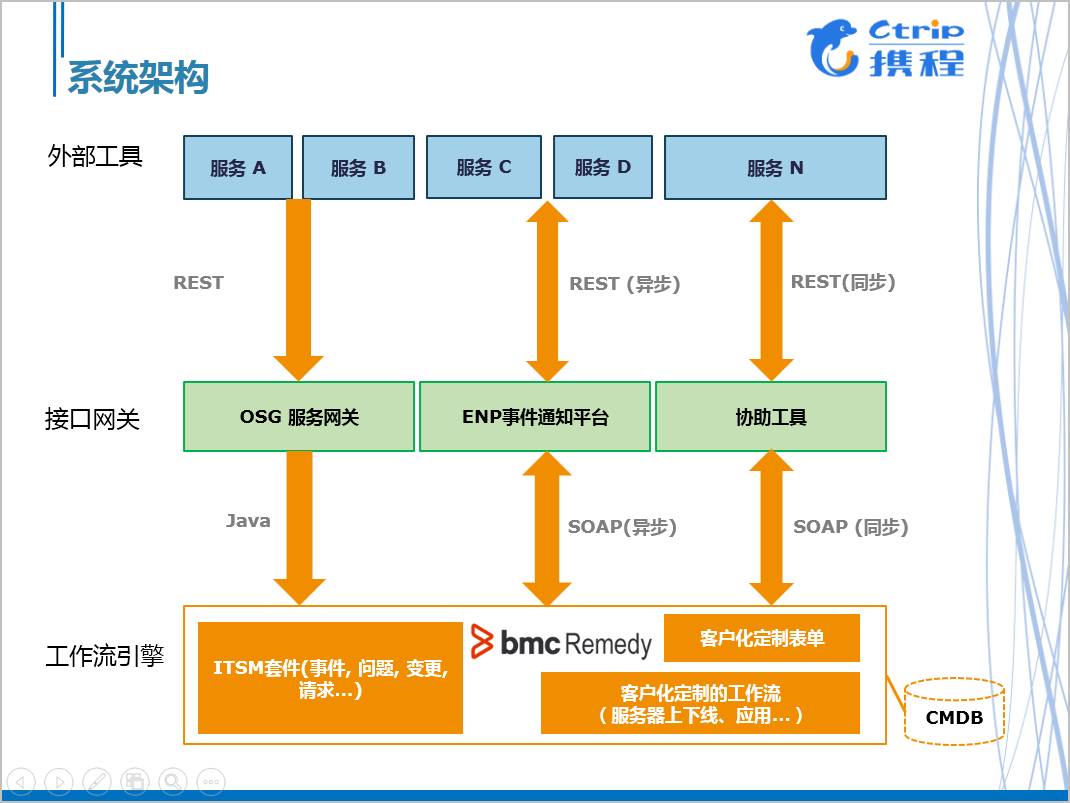 Ctrip
携程
系统架构
外部工具
服务 A
服务 B
服务 C
服务 D
服务 N
REST
REST (异步)
REST(同步)
接口网关
OSG 服务网关
ENP事件通知平台
协助工具
Java
SOAP(异步)
SOAP (同步)
工作流引擎
ITSM套件(事件, 问题, 变更,
请求...)
bmc Remedy
客户化定制表单
客户化定制的工作流
（服务器上下线、应用... ）
CMDB